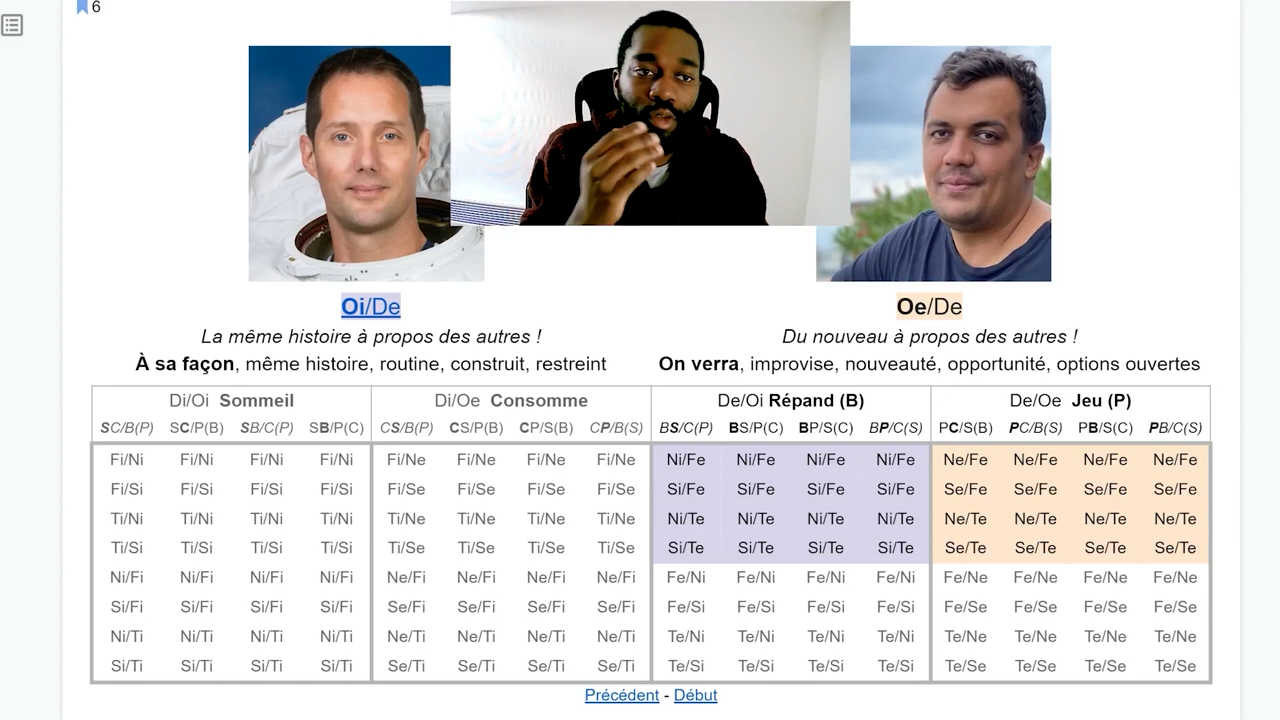 6
Oi/De
Oe/De
La même histoire à propos des autres !
Du nouveau à propos des autres !
À sa façon, même histoire, routine, construit, restreint
On verra, improvise, nouveauté, opportunité, options ouvertes
Di/Oi Sommeil Di/Oe Consomme De/Oi Répand (B) De/Oe Jeu (P)
SC/B(P) SC/P(B) SB/C(P) SB/P(C) CS/B(P) CS/P(B) CP/S(B) CP/B(S) BS/C(P) BS/P(C) BP/S(C) BP/C(S) PC/S(B) PC/B(S) PB/S(C) PB/C(S)
Fi/Ni Fi/Ni Fi/Ni Fi/Ni Fi/Ne Fi/Ne Fi/Ne Fi/Ne Ni/Fe Ni/Fe Ni/Fe Ni/Fe Ne/Fe Ne/Fe Ne/Fe Ne/Fe
Fi/Si Fi/Si Fi/Si Fi/Si Fi/Se Fi/Se Fi/Se Fi/Se Si/Fe Si/Fe Si/Fe Si/Fe Se/Fe Se/Fe Se/Fe Se/Fe
Ti/Ni Ti/Ni Ti/Ni Ti/Ni Ti/Ne Ti/Ne Ti/Ne Ti/Ne Ni/Te Ni/Te Ni/Te Ni/Te Ne/Te Ne/Te Ne/Te Ne/Te
Ti/Si Ti/Si Ti/Si Ti/Si Ti/Se Ti/Se Ti/Se Ti/Se Si/Te Si/Te Si/Te Si/Te Se/Te Se/Te Se/Te Se/Te
Ni/Fi Ni/Fi Ni/Fi Ni/Fi Ne/Fi Ne/Fi Ne/Fi Ne/Fi Fe/Ni Fe/Ni Fe/Ni Fe/Ni Fe/Ne Fe/Ne Fe/Ne Fe/Ne
Si/Fi Si/Fi Si/Fi Si/Fi Se/Fi Se/Fi Se/Fi Se/Fi Fe/Si Fe/Si Fe/Si Fe/Si Fe/Se Fe/Se Fe/Se Fe/Se
Ni/Ti Ni/Ti Ni/Ti Ni/Ti Ne/Ti Ne/Ti Ne/Ti Ne/Ti Te/Ni Te/Ni Te/Ni Te/Ni Te/Ne Te/Ne Te/Ne Te/Ne
Si/Ti Si/Ti Si/Ti Si/Ti Se/Ti Se/Ti Se/Ti Se/Ti Te/Si Te/Si Te/Si Te/Si Te/Se Te/Se Te/Se Te/Se
Précédent - Début